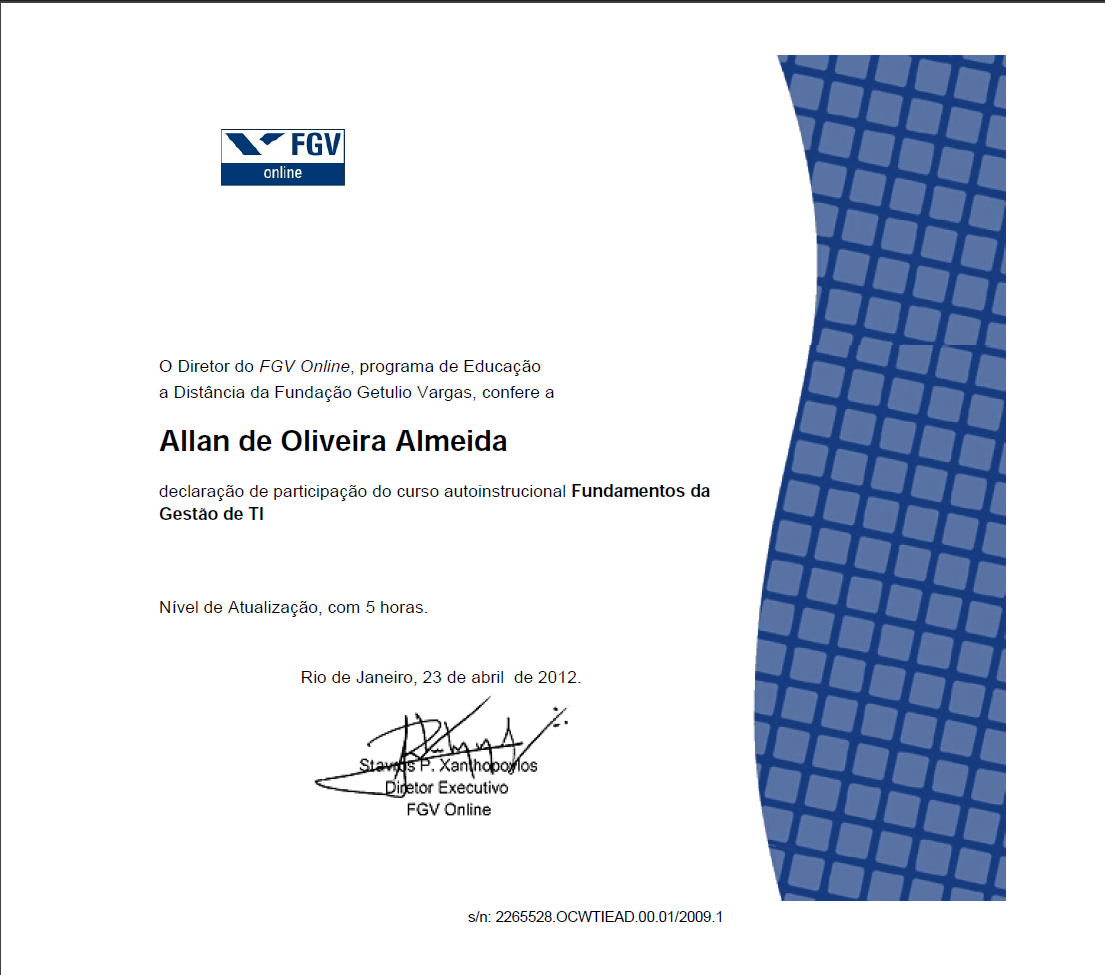 FGV
online
O Diretor do FGV Online, programa de Educação
a Distância da Fundação Getulio Vargas, confere a
Allan de Oliveira Almeida
declaração de participação do curso autoinstrucional Fundamentos da
Gestão de TI
Nível de Atualização, com 5 horas.
Rio de Janeiro, 23 de abril  de 2012.
Stavros P. Xanthopoylos
Diretor Executivo
FGV Online
s/n: 2265528.OCWTIEAD.00.01/2009.1